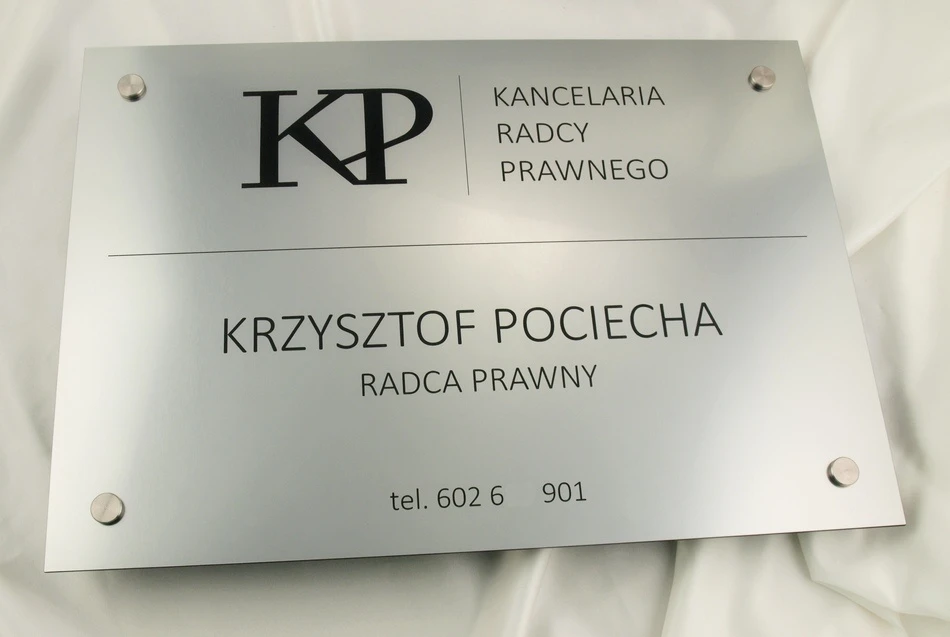 KP
KANCELARIA
RADCY
PRAWNEGO
KRZYSZTOF POCIECHA
RADCA PRAWNY
tel. 602 6 901